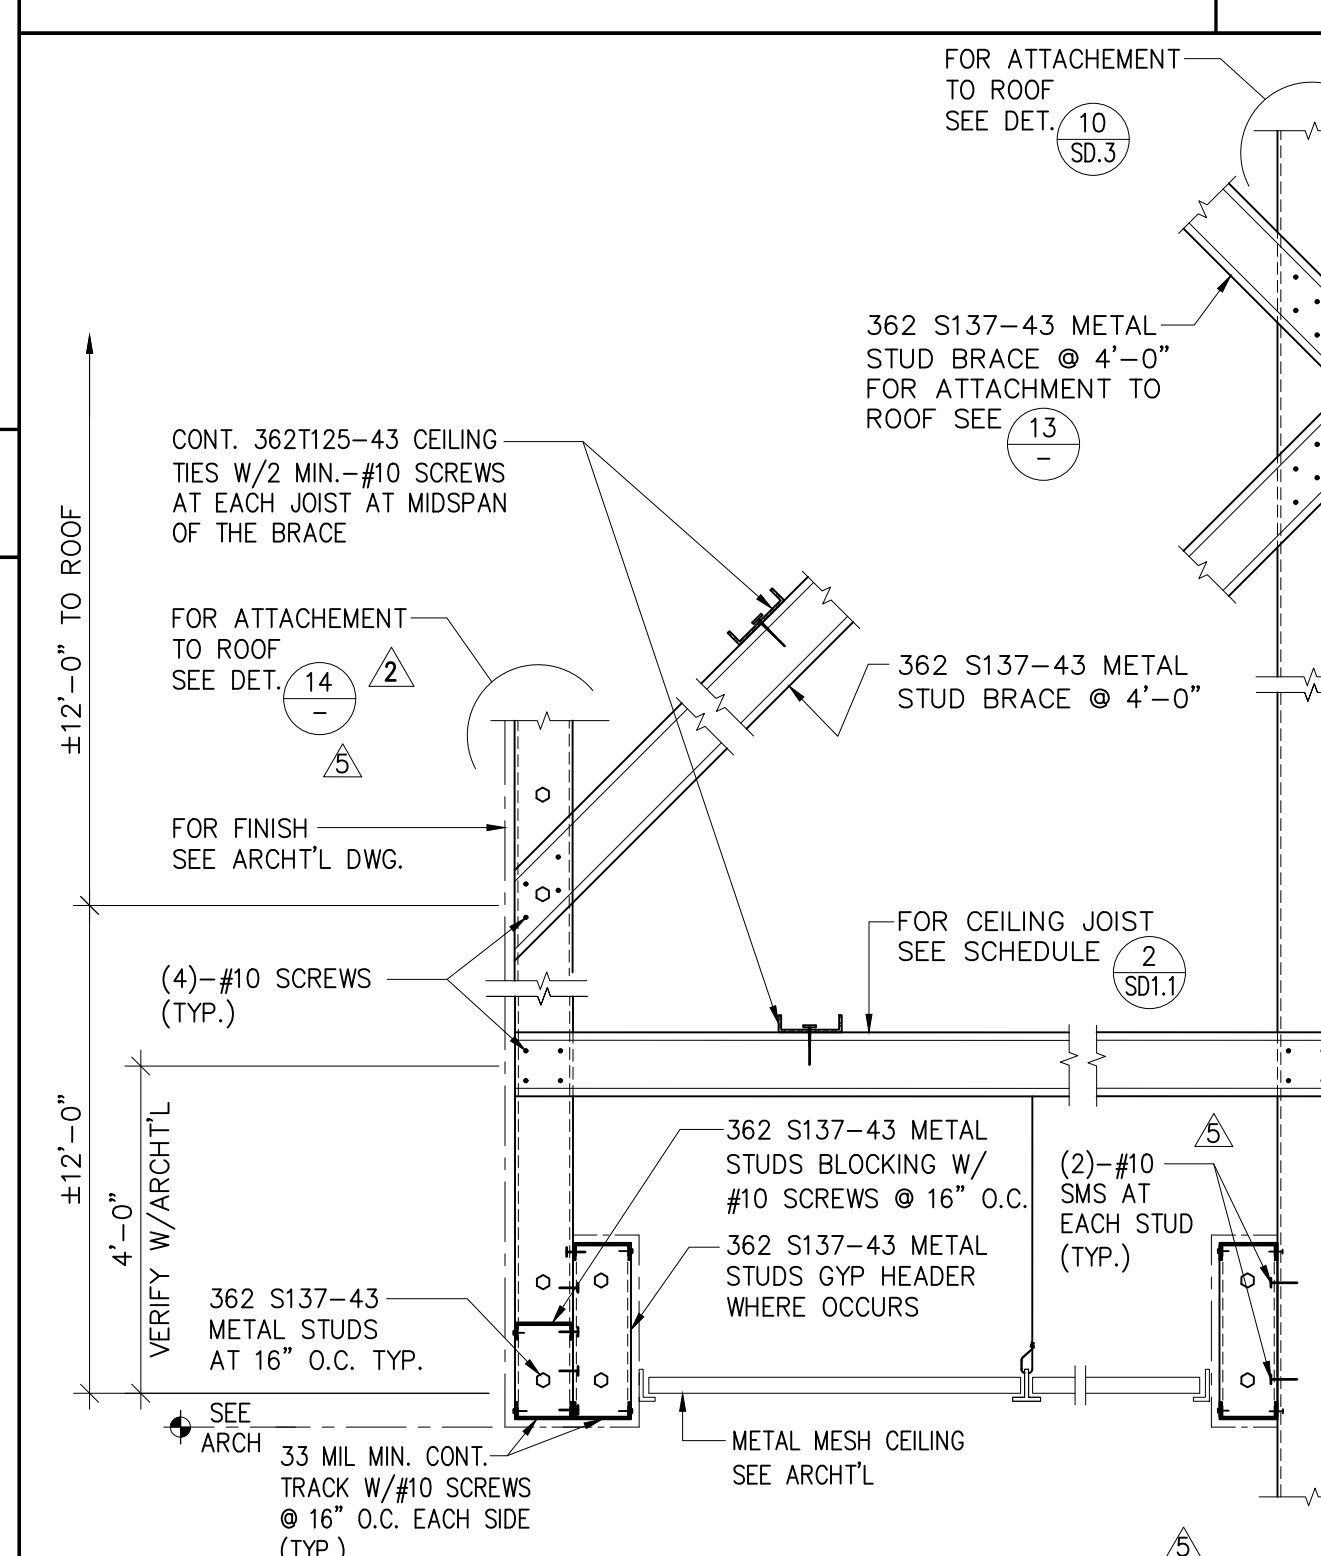 FOR ATTACHEMENT
TO ROOF
SEE DET.
10
SD.3
362 S137-43 METAL
STUD BRACE @ 4'-0"
FOR ATTACHMENT TO
ROOF SEE
13
-
CONT. 362T125-43 CEILING
TIES W/2 MIN.-#10 SCREWS
AT EACH JOIST AT MIDSPAN
OF THE BRACE
±12'-0" TO ROOF
FOR ATTACHEMENT
TO ROOF
SEE DET.
14
-
2
5
362 S137-43 METAL
STUD BRACE @ 4'-0"
FOR FINISH
SEE ARCHT'L DWG.
FOR CEILING JOIST
SEE SCHEDULE
2
SD1.1
(4)-#10 SCREWS
(TYP.)
±12'-0"
4'-0"
VERIFY W/ARCHT'L
362 S137-43 METAL
STUDS BLOCKING W/
#10 SCREWS @ 16" O.C.
5
(2)-#10
SMS AT
EACH STUD
(TYP.)
362 S137-43 METAL
STUDS GYP HEADER
WHERE OCCURS
362 S137-43
METAL STUDS
AT 16" O.C. TYP.
SEE
ARCH
33 MIL MIN. CONT.
TRACK W/#10 SCREWS
@ 16" O.C. EACH SIDE
(TYP.)
METAL MESH CEILING
SEE ARCHT'L
5